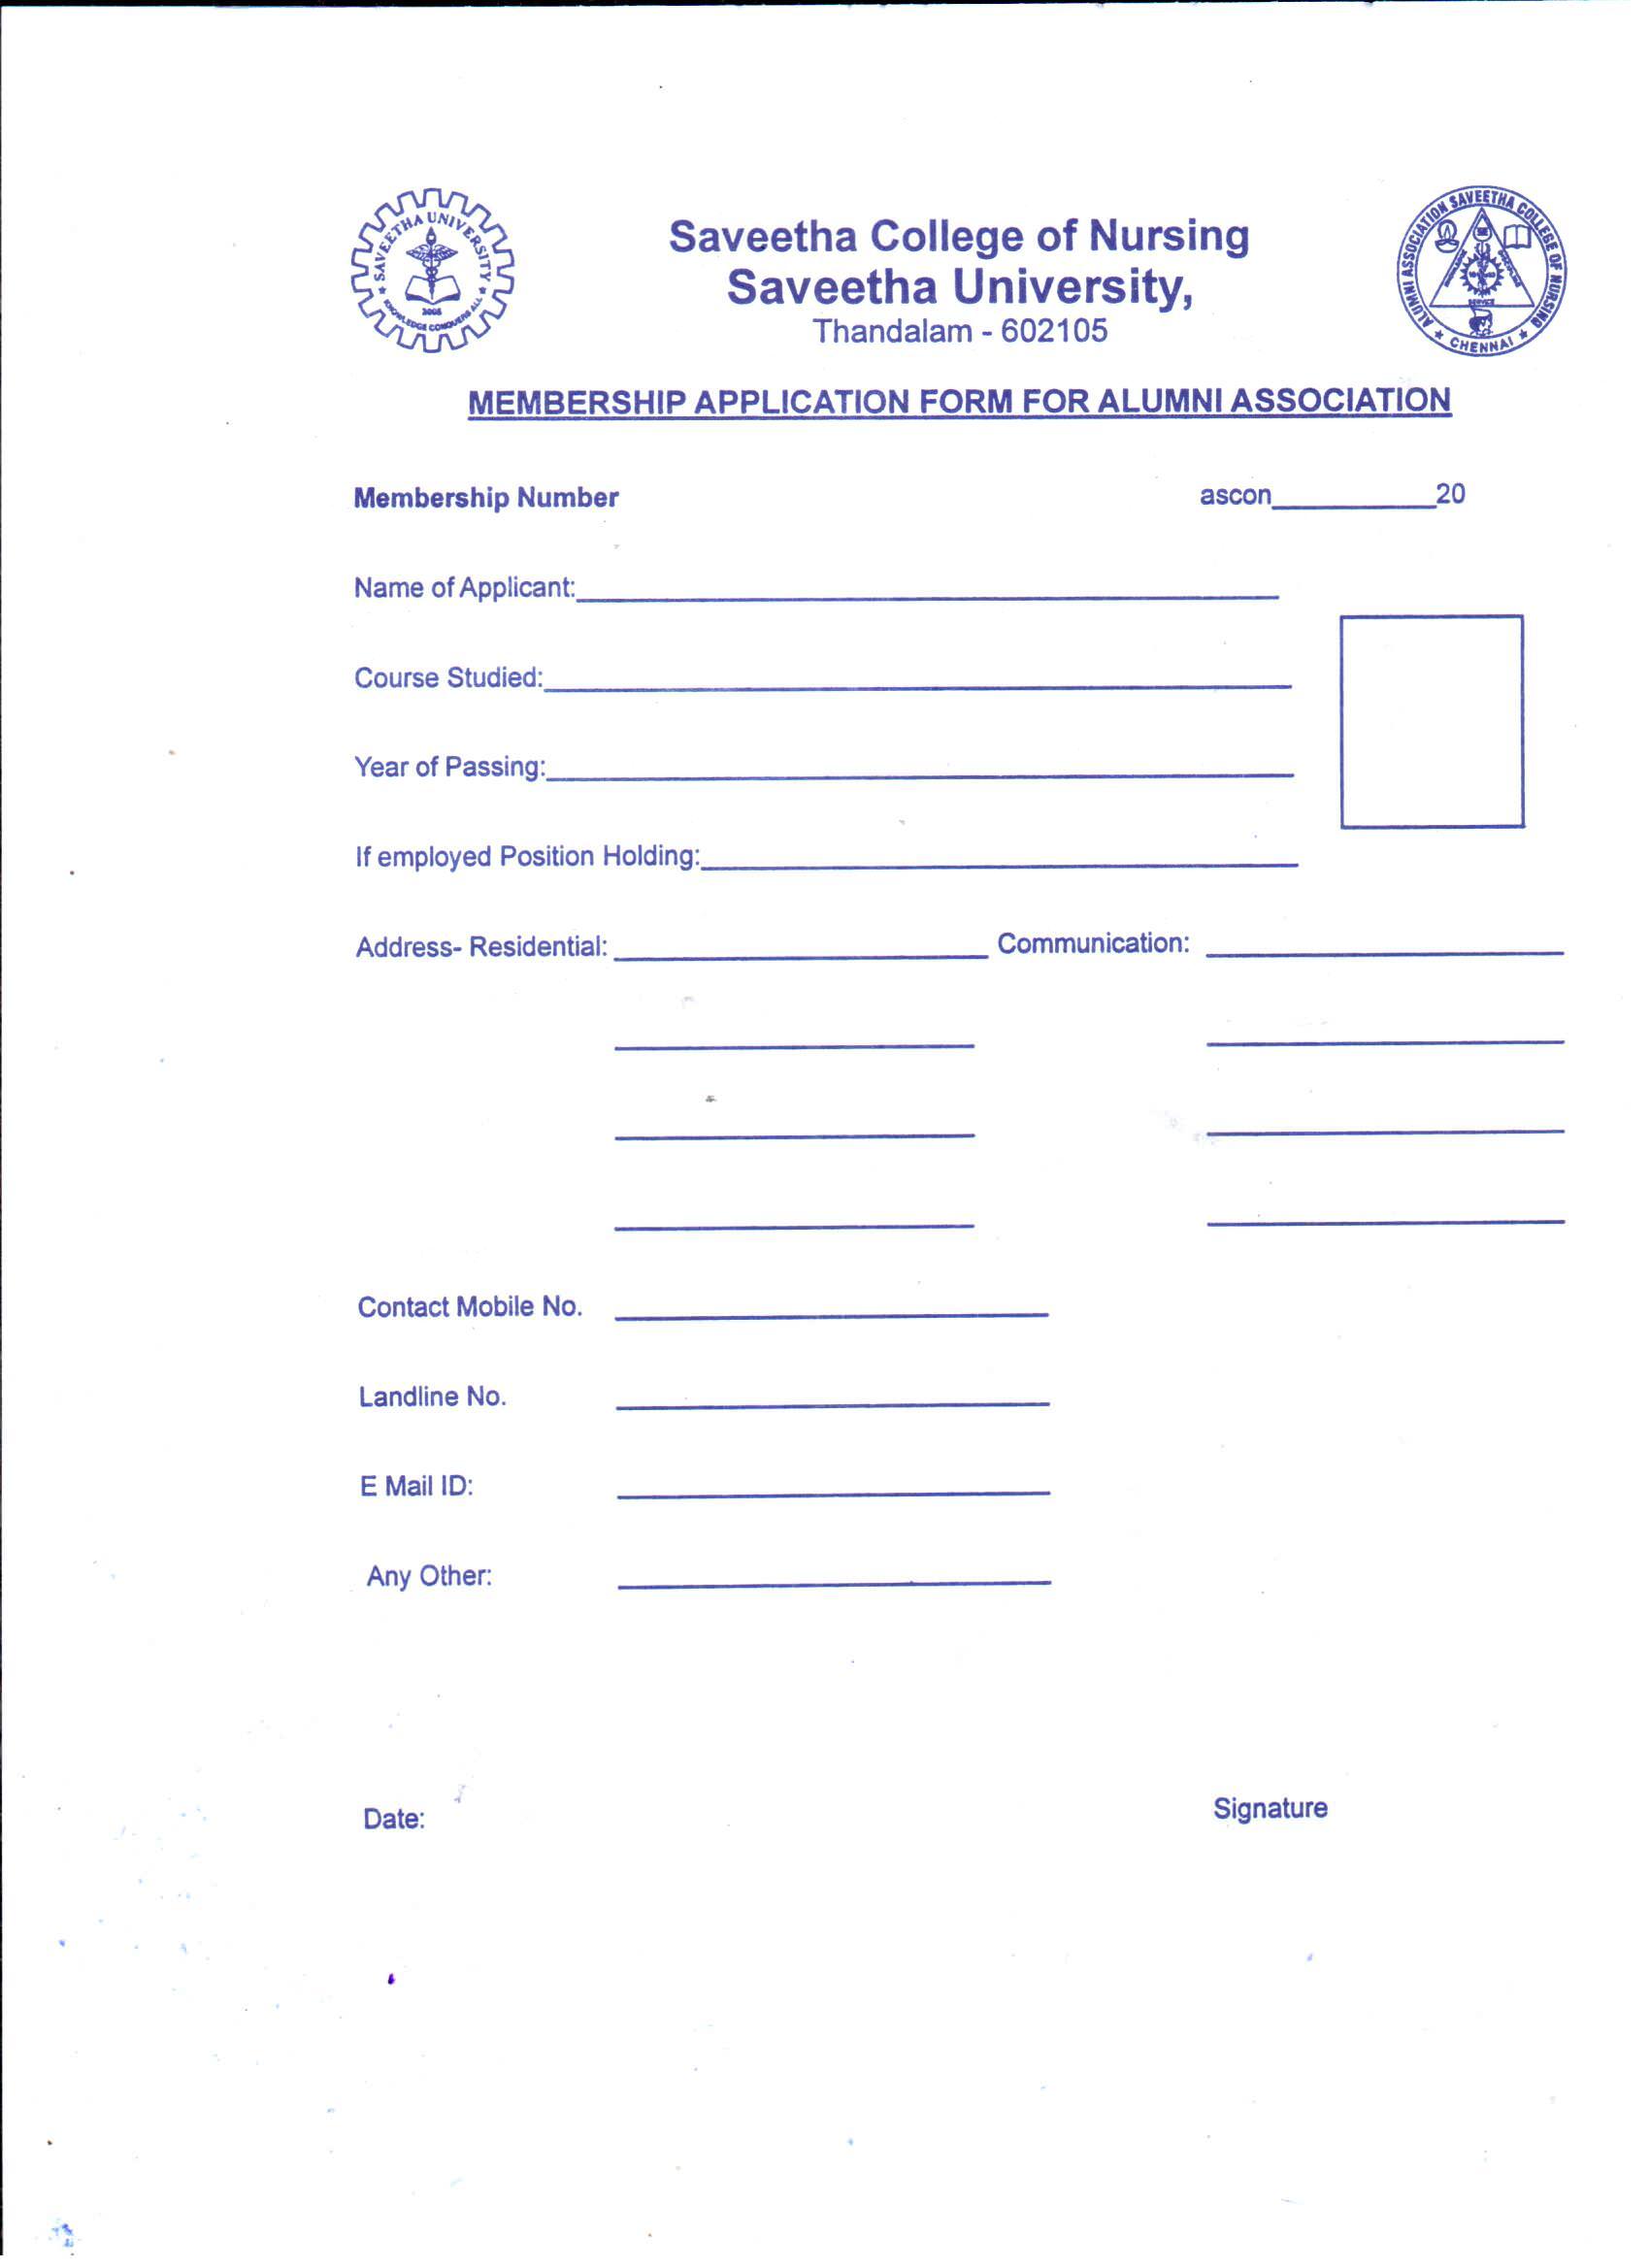 SAVEETHA UNIVERSITY
KNOWLEDGE CONQUERS ALL
2005
ALUMNI ASSOCIATION SAVEETHA COLLEGE OF NURSING
CHENNAI
SERVICE
Saveetha College of Nursing
Saveetha University,
Thandalam - 602105
MEMBERSHIP APPLICATION FORM FOR ALUMNI ASSOCIATION
Membership Number ascon____________20
Name of Applicant:
Course Studied:
Year of Passing:
If employed Position Holding:
Address- Residential: Communication:
Contact Mobile No.
Landline No.
E Mail ID:
Any Other:
Date: Signature